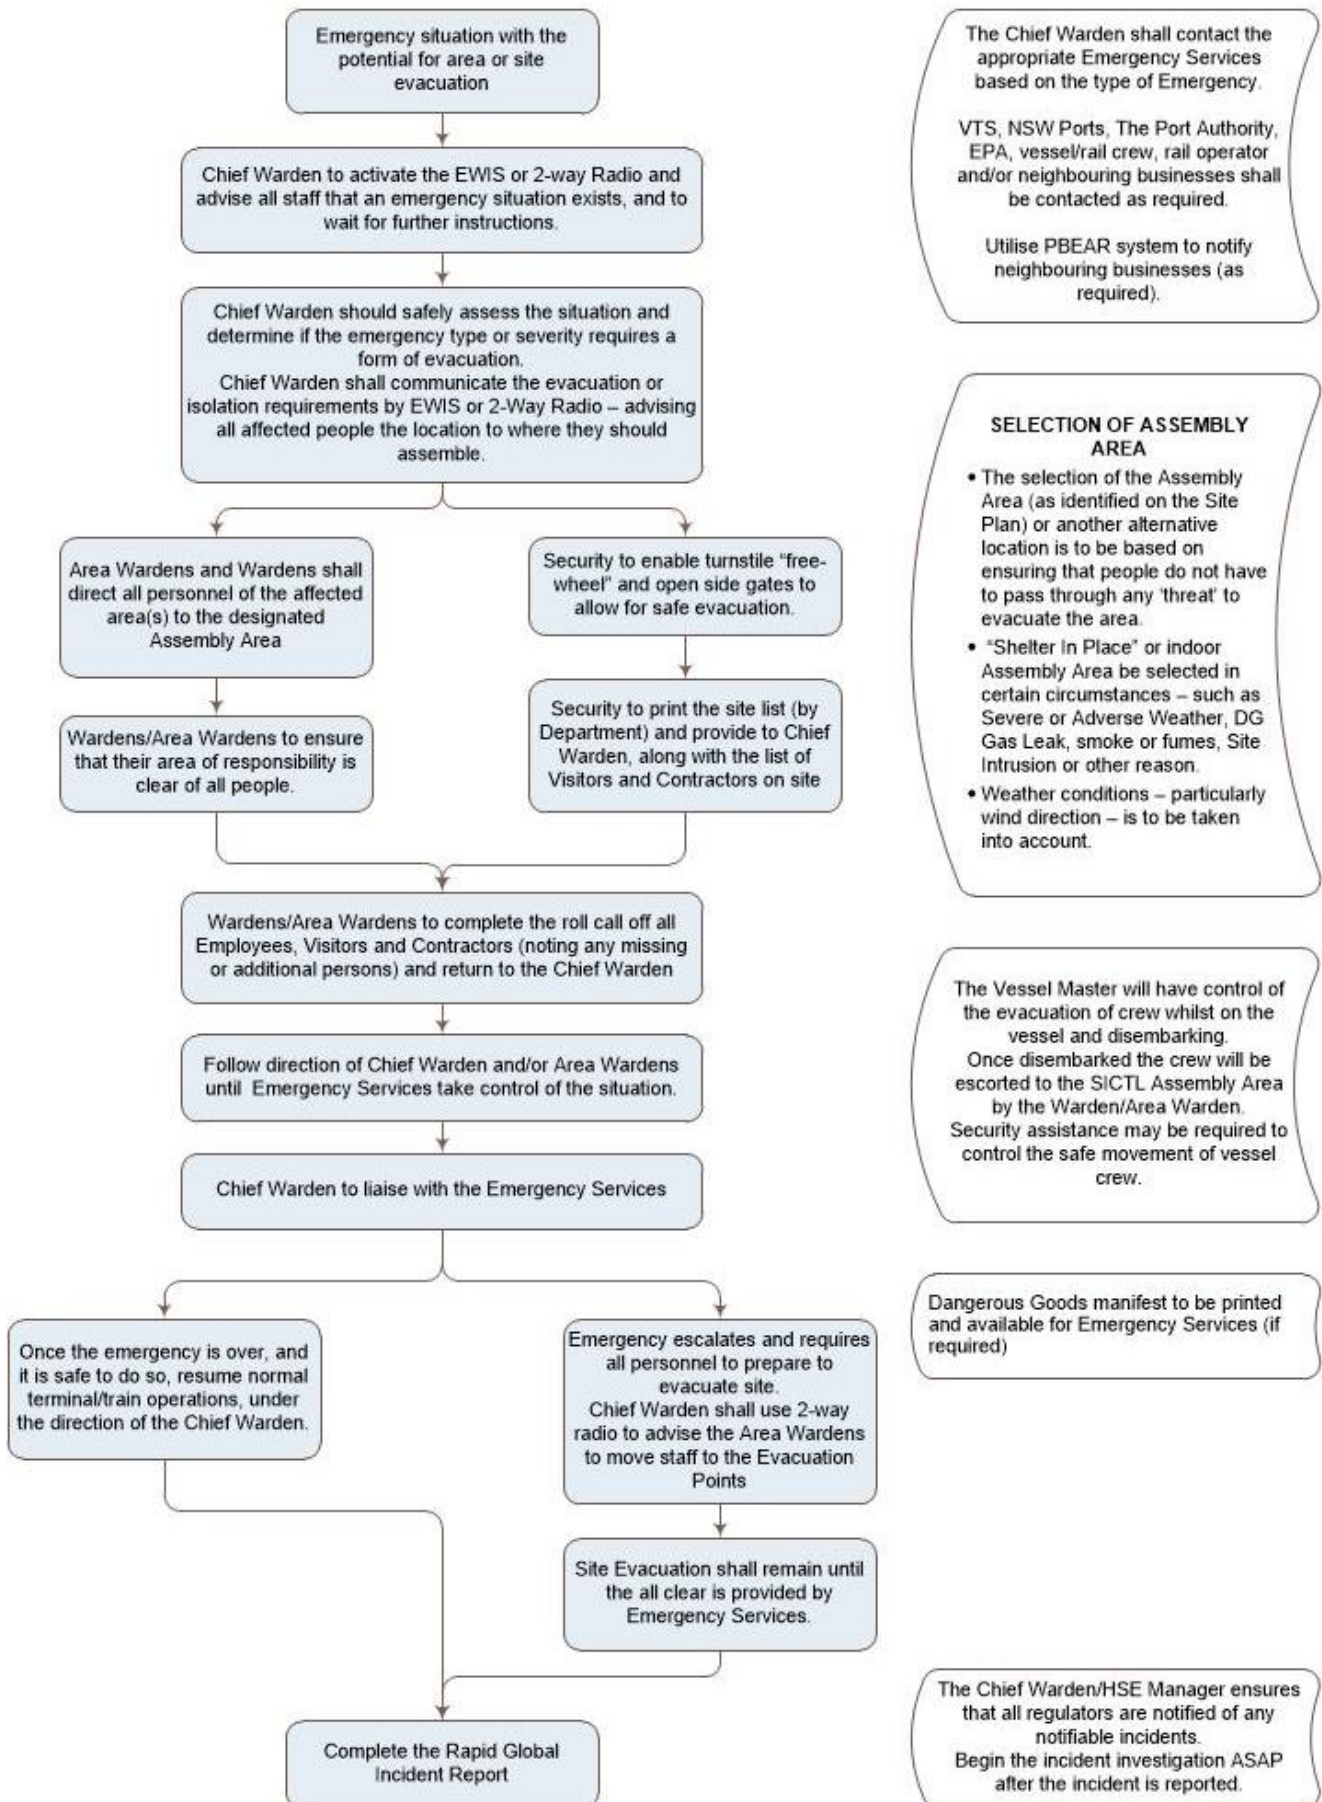 Emergency situation with the
potential for area or site
evacuation
Chief Warden to activate the EWIS or 2-way Radio and
advise all staff that an emergency situation exists, and to
wait for further instructions.
Chief Warden should safely assess the situation and
determine if the emergency type or severity requires a
form of evacuation.
Chief Warden shall communicate the evacuation or
isolation requirements by EWIS or 2-Way Radio – advising
all affected people the location to where they should
assemble.
Area Wardens and Wardens shall
direct all personnel of the affected
area(s) to the designated
Assembly Area
Wardens/Area Wardens to ensure
that their area of responsibility is
clear of all people.
Security to enable turnstile “free-
wheel” and open side gates to
allow for safe evacuation.
Security to print the site list (by
Department) and provide to Chief
Warden, along with the list of
Visitors and Contractors on site
Wardens/Area Wardens to complete the roll call off all
Employees, Visitors and Contractors (noting any missing
or additional persons) and return to the Chief Warden
Follow direction of Chief Warden and/or Area Wardens
until Emergency Services take control of the situation.
Chief Warden to liaise with the Emergency Services
Once the emergency is over, and
it is safe to do so, resume normal
terminal/train operations, under
the direction of the Chief Warden.
Emergency escalates and requires
all personnel to prepare to
evacuate site.
Chief Warden shall use 2-way
radio to advise the Area Wardens
to move staff to the Evacuation
Points
Site Evacuation shall remain until
the all clear is provided by
Emergency Services.
Complete the Rapid Global
Incident Report
The Chief Warden shall contact the
appropriate Emergency Services
based on the type of Emergency.
VTS, NSW Ports, The Port Authority,
EPA, vessel/rail crew, rail operator
and/or neighbouring businesses shall
be contacted as required.
Utilise PBEAR system to notify
neighbouring businesses (as
required).
SELECTION OF ASSEMBLY
AREA
• The selection of the Assembly
Area (as identified on the Site
Plan) or another alternative
location is to be based on
ensuring that people do not have
to pass through any ‘threat’ to
evacuate the area.
• “Shelter In Place” or indoor
Assembly Area be selected in
certain circumstances – such as
Severe or Adverse Weather, DG
Gas Leak, smoke or fumes, Site
Intrusion or other reason.
• Weather conditions – particularly
wind direction – is to be taken
into account.
The Vessel Master will have control of
the evacuation of crew whilst on the
vessel and disembarking.
Once disembarked the crew will be
escorted to the SICTL Assembly Area
by the Warden/Area Warden.
Security assistance may be required to
control the safe movement of vessel
crew.
Dangerous Goods manifest to be printed
and available for Emergency Services (if
required)
The Chief Warden/HSE Manager ensures
that all regulators are notified of any
notifiable incidents.
Begin the incident investigation ASAP
after the incident is reported.